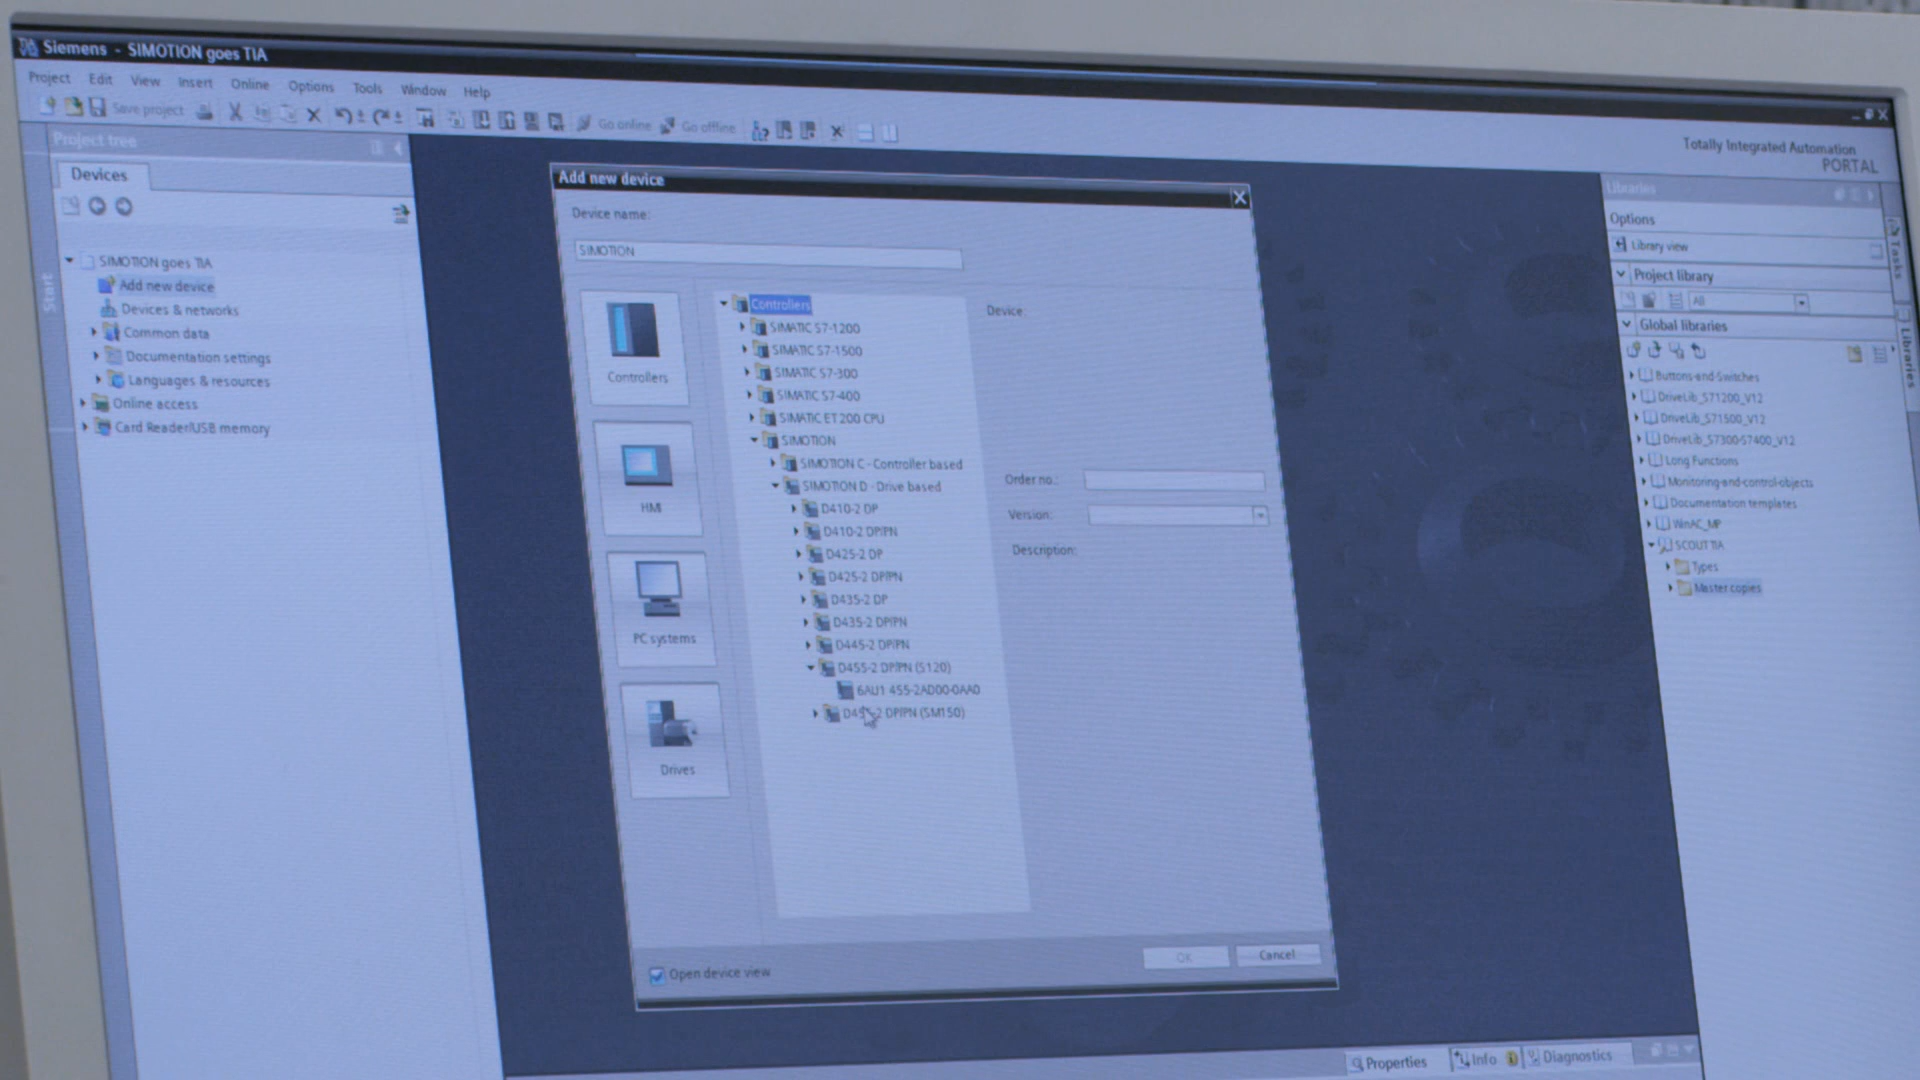 Siemens - SIMOTION goes TIA
Project Edit View Insert Online Options Tools Window Help
Save project Go online Go offline
Totally Integrated Automation
PORTAL
Project tree
Devices
Start
SIMOTION goes TIA
Add new device
Devices & networks
Common data
Documentation settings
Languages & resources
Online access
Card Reader/USB memory
Add new device
Device name:
SIMOTION
Controllers
HMI
PC systems
Drives
Controllers
SIMATIC S7-1200
SIMATIC S7-1500
SIMATIC S7-300
SIMATIC S7-400
SIMATIC ET 200 CPU
SIMOTION
SIMOTION C - Controller based
SIMOTION D - Drive based
D410-2 DP
D410-2 DP/PN
D425-2 DP
D425-2 DP/PN
D435-2 DP
D435-2 DP/PN
D445-2 DP/PN
D455-2 DP/PN (S120)
6AU1 455-2AD00-0AA0
D455-2 DP/PN (SM150)
Device:
Order no.:
Version:
Description:
Open device view
OK
Cancel
Libraries
Options
Library view
Project library
All
Global libraries
Buttons-and-Switches
DriveLib_S71200_V12
DriveLib_S71500_V12
DriveLib_S7300-S7400_V12
Long Functions
Monitoring-and-control-objects
Documentation templates
WinAC_MP
SCOUT TIA
Types
Master copies
Tasks
Libraries
Properties
Info
Diagnostics